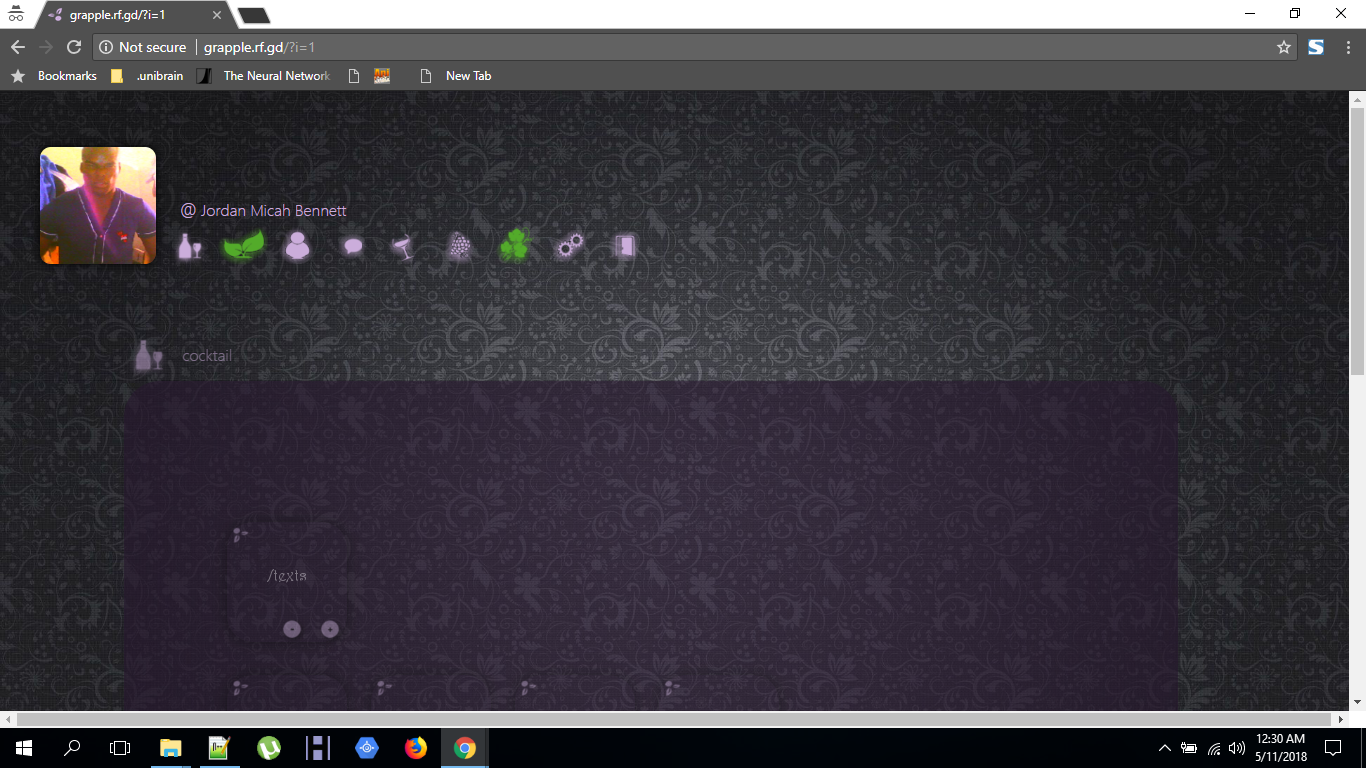 grapple.rf.gd/?i=1
Not secure grapple.rf.gd/?i=1
Bookmarks .unibrain The Neural Network New Tab
@ Jordan Micah Bennett
cocktail
/textя
12:30 AM
5/11/2018